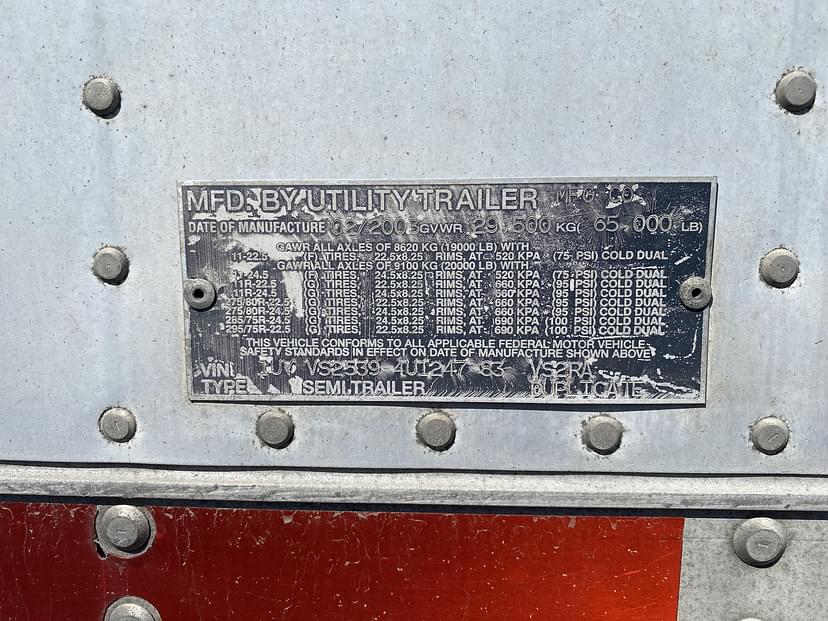 MFD. BY UTILITY TRAILER MFG CO.
DATE OF MANUFACTURE 02/2003 GVWR 29,500 KG( 65,000 LB)
GAWR ALL AXLES OF 8620 KG (19000 LB) WITH
11-22.5 (F) TIRES, 22.5x8.25 RIMS, AT 520 KPA (75 PSI) COLD DUAL
GAWR ALL AXLES OF 9100 KG (20000 LB) WITH
11-24.5 (F) TIRES, 24.5x8.25 RIMS, AT 520 KPA (75 PSI) COLD DUAL
11R-22.5 (G) TIRES, 22.5x8.25 RIMS, AT 660 KPA (95 PSI) COLD DUAL
11R-24.5 (G) TIRES, 24.5x8.25 RIMS, AT 660 KPA (95 PSI) COLD DUAL
275/80R-22.5 (G) TIRES, 22.5x8.25 RIMS, AT 660 KPA (95 PSI) COLD DUAL
275/80R-24.5 (G) TIRES, 24.5x8.25 RIMS, AT 660 KPA (95 PSI) COLD DUAL
285/75R-24.5 (G) TIRES, 24.5x8.25 RIMS, AT 690 KPA (100 PSI) COLD DUAL
295/75R-22.5 (G) TIRES, 22.5x8.25 RIMS, AT 690 KPA (100 PSI) COLD DUAL
THIS VEHICLE CONFORMS TO ALL APPLICABLE FEDERAL MOTOR VEHICLE
SAFETY STANDARDS IN EFFECT ON DATE OF MANUFACTURE SHOWN ABOVE
VIN: 1UY VS2539 4U1247 83 VS2RA
TYPE SEMITRAILER DUPLICATE